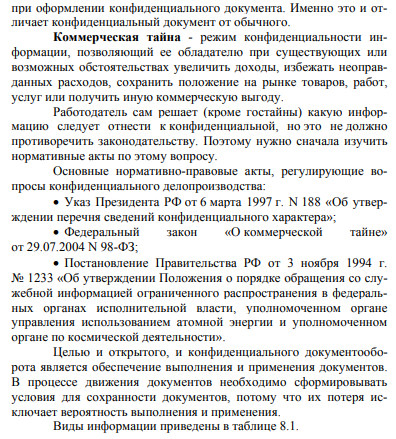 при оформлении конфиденциального документа. Именно это и от-
личает конфиденциальный документ от обычного.
Коммерческая тайна - режим конфиденциальности ин-
формации, позволяющий ее обладателю при существующих или
возможных обстоятельствах увеличить доходы, избежать неоправ-
данных расходов, сохранить положение на рынке товаров, работ,
услуг или получить иную коммерческую выгоду.
Работодатель сам решает (кроме гостайны) какую инфор-
мацию следует отнести к конфиденциальной, но это не должно
противоречить законодательству. Поэтому нужно сначала изучить
нормативные акты по этому вопросу.
Основные нормативно-правовые акты, регулирующие во-
просы конфиденциального делопроизводства:
• Указ Президента РФ от 6 марта 1997 г. N 188 «Об утвер-
ждении перечня сведений конфиденциального характера»;
• Федеральный закон «О коммерческой тайне»
от 29.07.2004 N 98-ФЗ;
• Постановление Правительства РФ от 3 ноября 1994 г.
№ 1233 «Об утверждении Положения о порядке обращения со слу-
жебной информацией ограниченного распространения в федераль-
ных органах исполнительной власти, уполномоченном органе
управления использованием атомной энергии и уполномоченном
органе по космической деятельности».
Целью и открытого, и конфиденциального документообо-
рота является обеспечение выполнения и применения документов.
В процессе движения документов необходимо сформировывать
условия для сохранности документов, потому что их потеря ис-
ключает вероятность выполнения и применения.
Виды информации приведены в таблице 8.1.